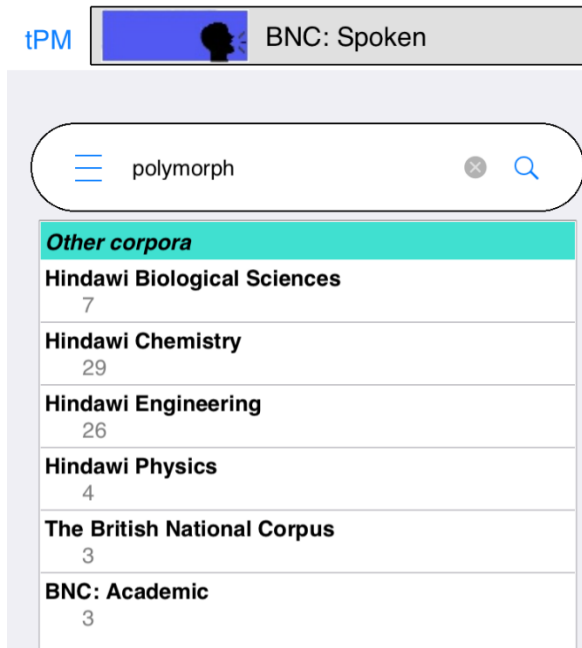 tPM
BNC: Spoken
polymorph
Other corpora
Hindawi Biological Sciences
7
Hindawi Chemistry
29
Hindawi Engineering
26
Hindawi Physics
4
The British National Corpus
3
BNC: Academic
3